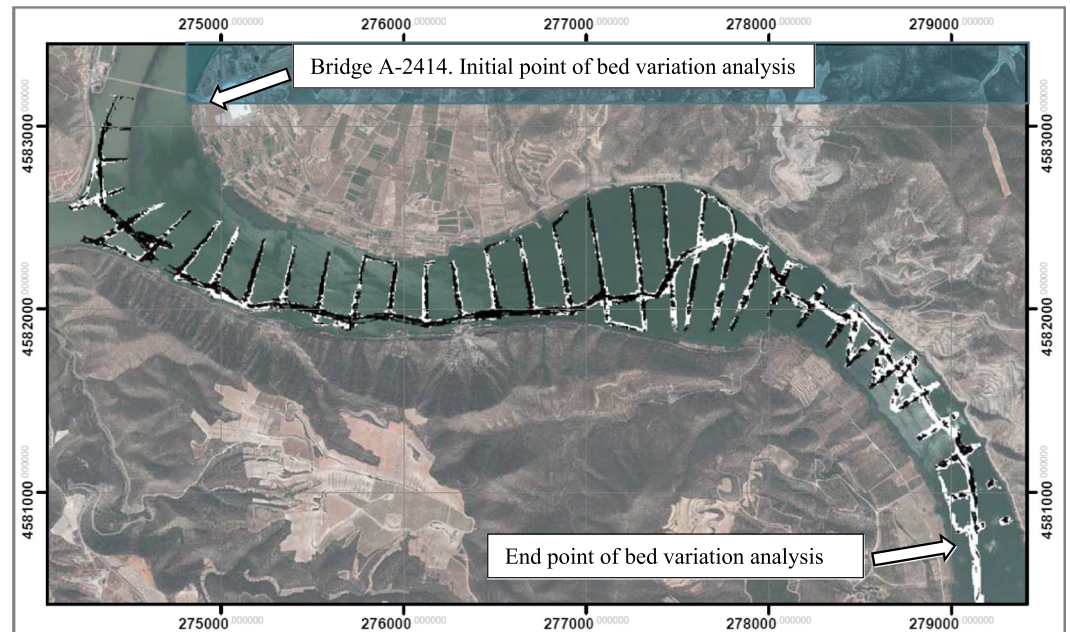 275000.000000 276000.000000 277000.000000 278000.000000 279000.000000
Bridge A-2414. Initial point of bed variation analysis
4583000.000000 4583000.000000
4582000.000000 4582000.000000
4581000.000000 4581000.000000
End point of bed variation analysis
275000.000000 276000.000000 277000.000000 278000.000000 279000.000000